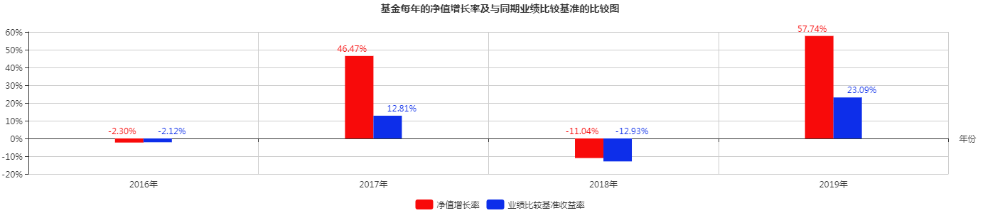 基金每年的净值增长率及与同期业绩比较基准的比较图
60%
50%
40%
30%
20%
10%
0%
-10%
-20%
-2.30%
-2.12%
46.47%
12.81%
-11.04%
-12.93%
57.74%
23.09%
年份
2016年
2017年
2018年
2019年
净值增长率
业绩比较基准收益率